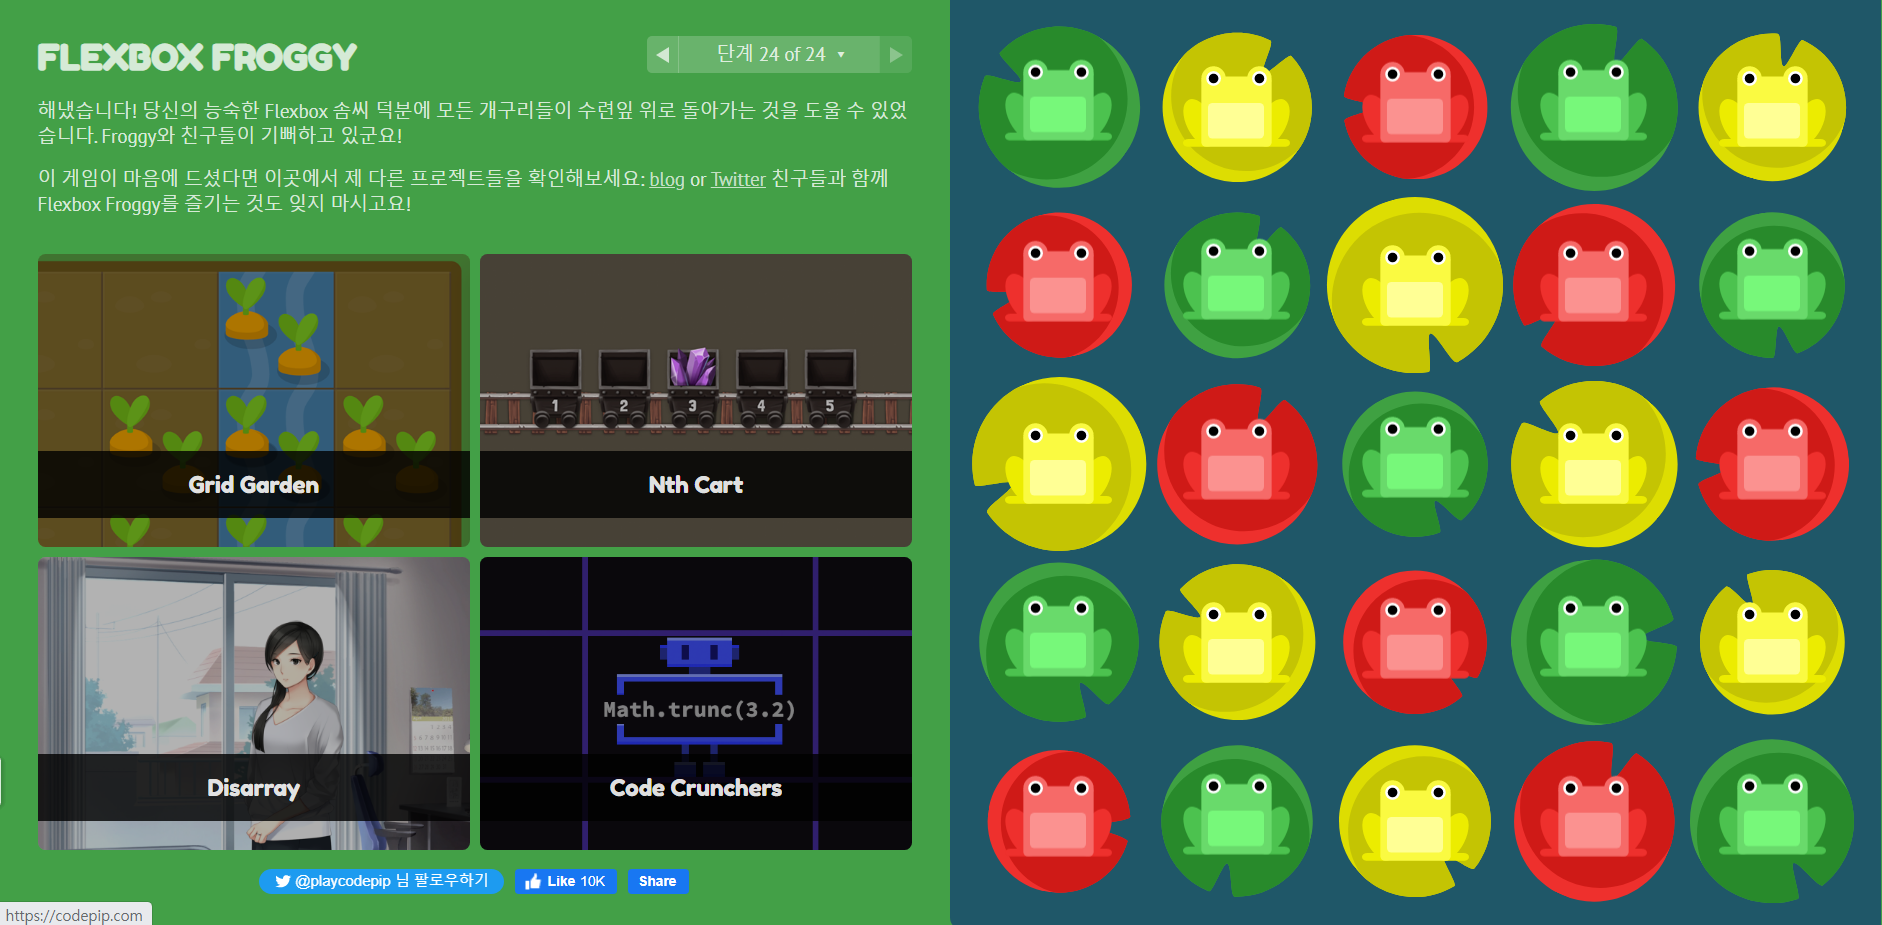 FLEXBOX FROGGY
단계 24 of 24
해냈습니다! 당신의 능숙한 Flexbox 솜씨 덕분에 모든 개구리들이 수련잎 위로 돌아가는 것을 도울 수 있었
습니다. Froggy와 친구들이 기뻐하고 있군요!
이 게임이 마음에 드셨다면 이곳에서 제 다른 프로젝트들을 확인해보세요: blog or Twitter 친구들과 함께
Flexbox Froggy를 즐기는 것도 잊지 마시고요!
1 2 3 4 5
Grid Garden
Nth Cart
Math.trunc(3.2)
Disarray
Code Crunchers
@playcodepip 님 팔로우하기
Like 10K
Share
https://codepip.com